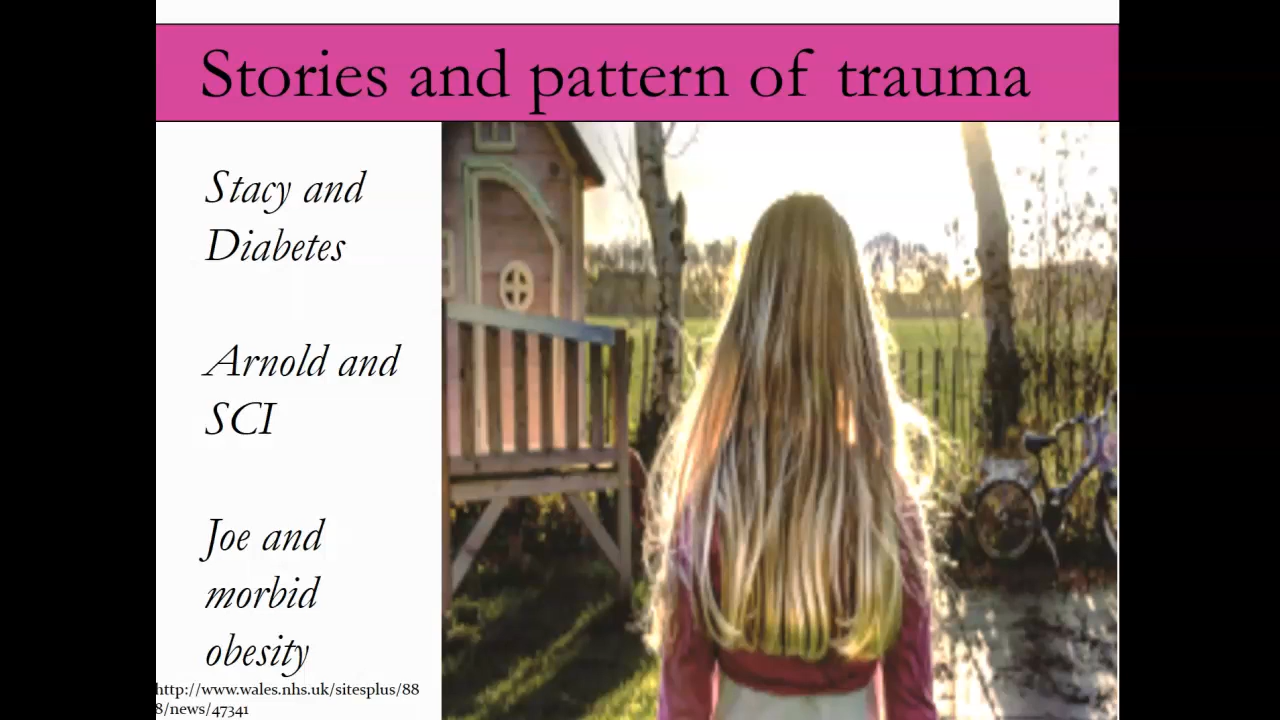 Stories and pattern of trauma
Stacy and
Diabetes
Arnold and
SCI
Joe and
morbid
obesity
http://www.wales.nhs.uk/sitesplus/88
8/news/47341